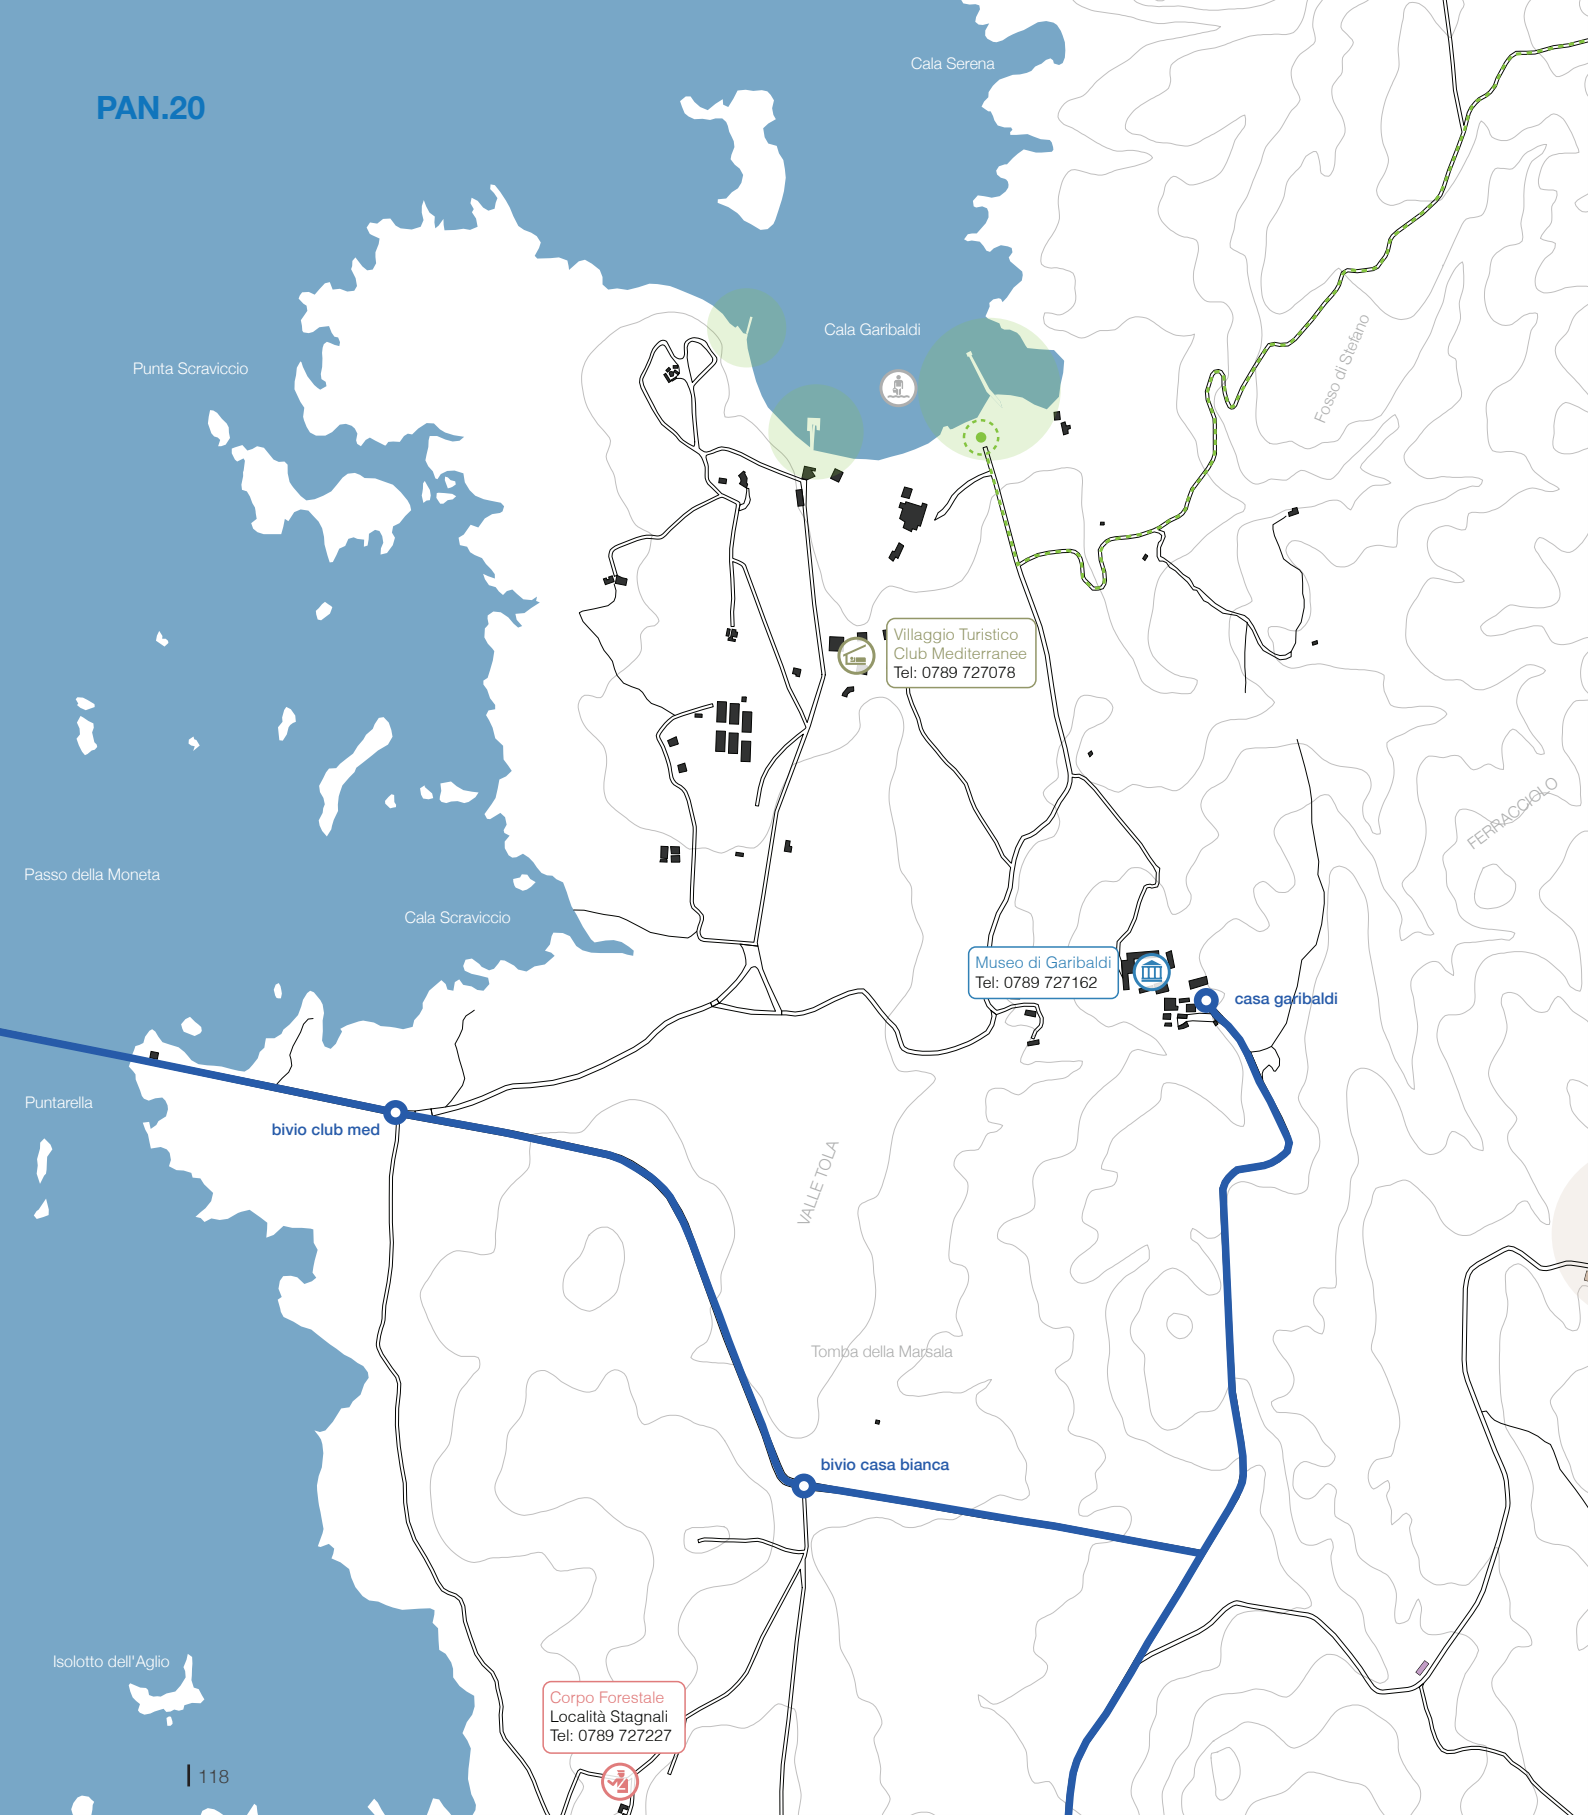 Cala Serena
PAN.20
Cala Garibaldi
Punta Scraviccio
Fosso di Stefano
Villaggio Turistico
Club Mediterranee
Tel: 0789 727078
FERRACCIOLO
Passo della Moneta
Cala Scraviccio
Museo di Garibaldi
Tel: 0789 727162
casa garibaldi
Puntarella
bivio club med
VALLE TOLA
Tomba della Marsala
bivio casa bianca
Isolotto dell'Aglio
Corpo Forestale
Località Stagnali
Tel: 0789 727227
118